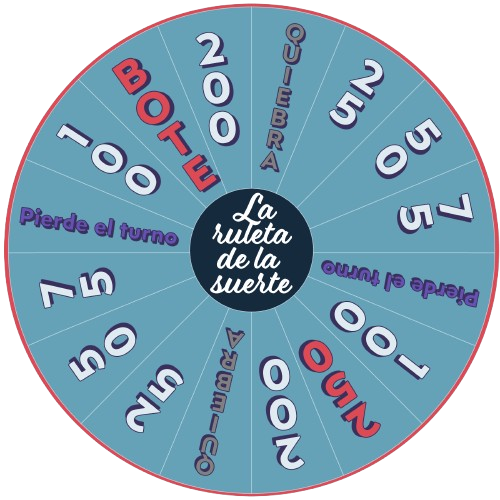 QUIEBRA
25
50
75
Pierde el turno
100
250
200
QUIEBRA
25
50
75
Pierde el turno
100
BOTE
200
La
ruleta
de la
suerte